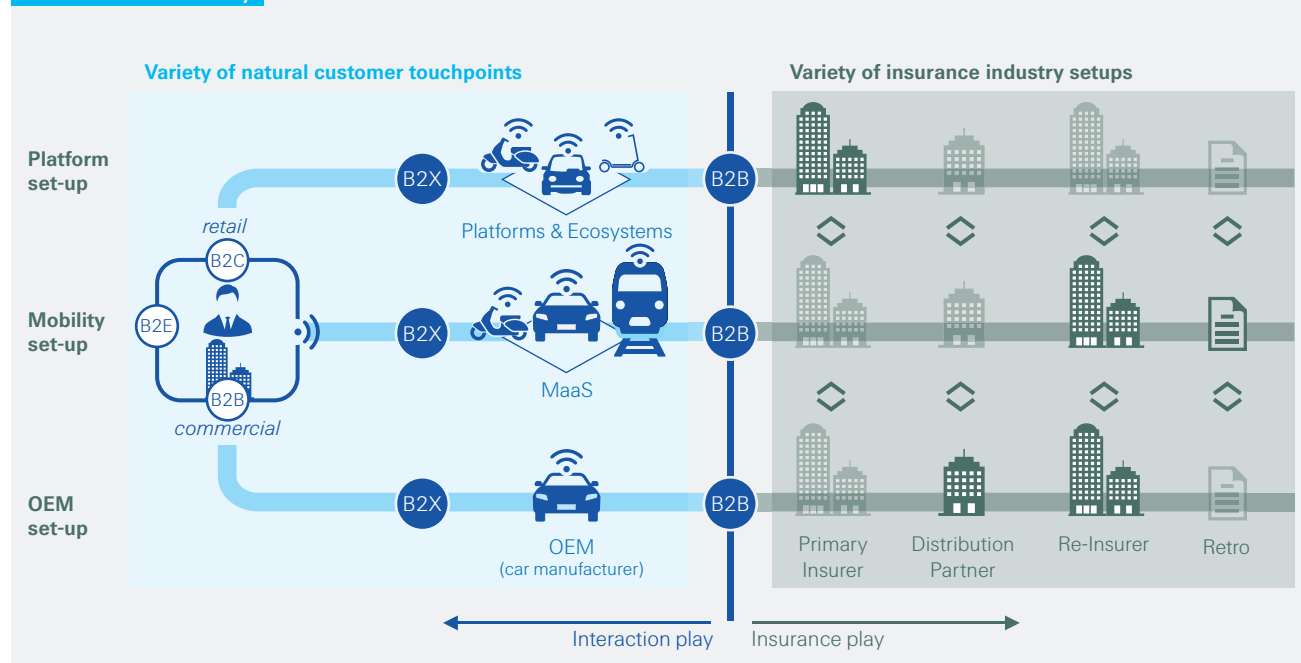 Variety of natural customer touchpoints
Variety of insurance industry setups
Platform
set-up
B2X
B2B
retail
Platforms & Ecosystems
B2C
Mobility
set-up
B2E
B2X
B2B
B2B
MaaS
commercial
OEM
set-up
B2X
B2B
OEM
(car manufacturer)
Primary
Insurer
Distribution
Partner
Re-Insurer
Retro
Interaction play
Insurance play